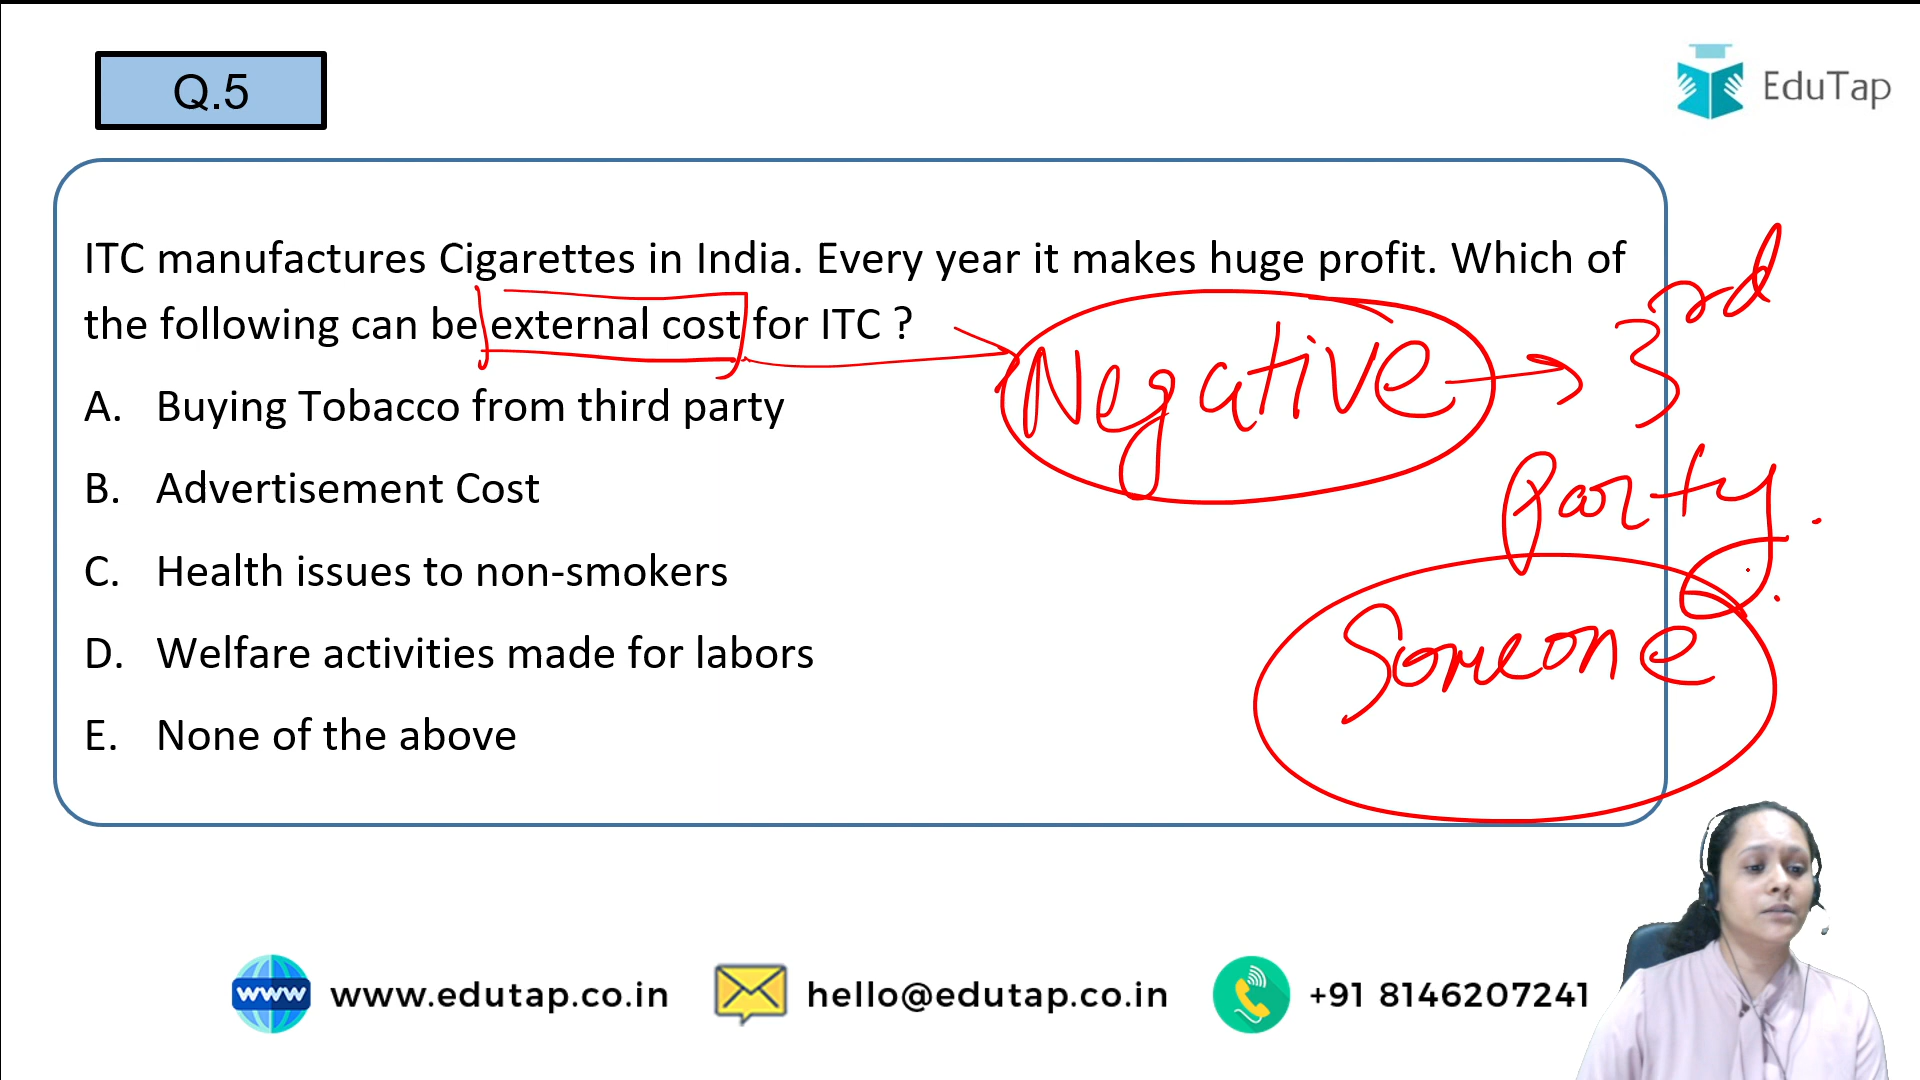 Q.5
EduTap
ITC manufactures Cigarettes in India. Every year it makes huge profit. Which of
the following can be external cost for ITC ?
A. Buying Tobacco from third party
B. Advertisement Cost
C. Health issues to non-smokers
D. Welfare activities made for labors
E. None of the above
Negative → 3rd
Party.
Someone
www www.edutap.co.in hello@edutap.co.in +91 8146207241